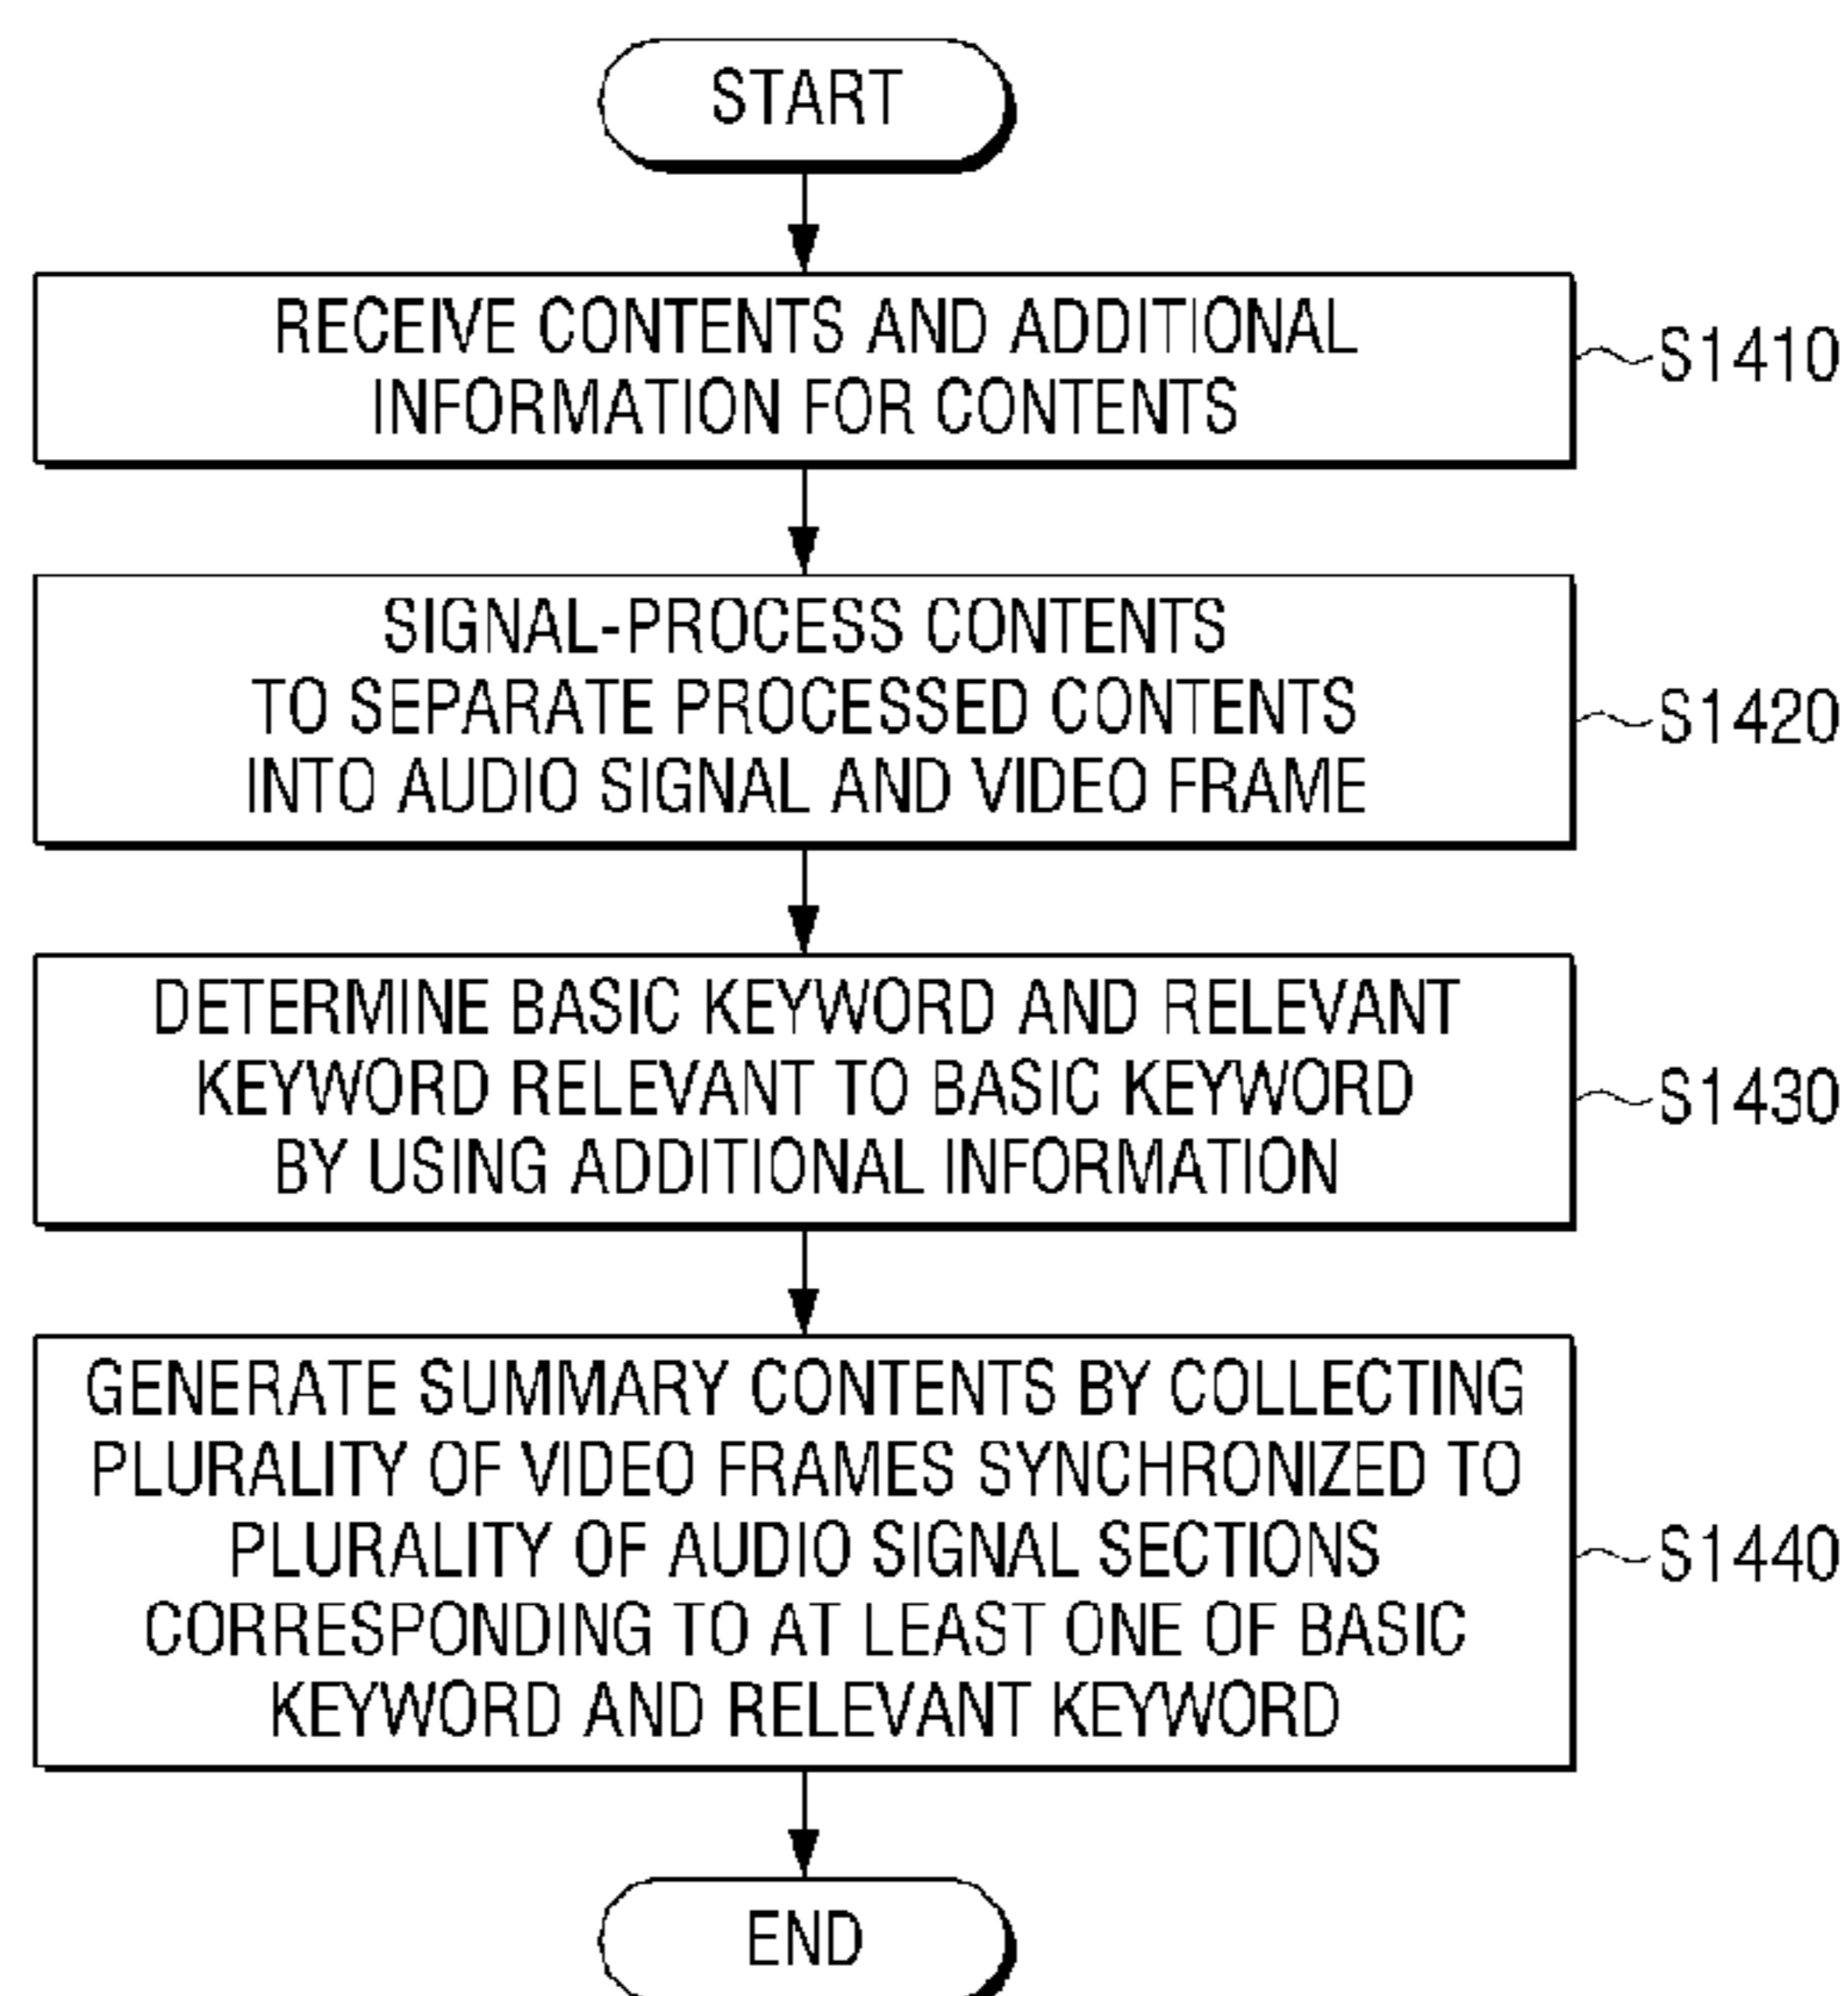 START
RECEIVE CONTENTS AND ADDITIONAL
INFORMATION FOR CONTENTS
S1410
SIGNAL-PROCESS CONTENTS
TO SEPARATE PROCESSED CONTENTS
INTO AUDIO SIGNAL AND VIDEO FRAME
S1420
DETERMINE BASIC KEYWORD AND RELEVANT
KEYWORD RELEVANT TO BASIC KEYWORD
BY USING ADDITIONAL INFORMATION
S1430
GENERATE SUMMARY CONTENTS BY COLLECTING
PLURALITY OF VIDEO FRAMES SYNCHRONIZED TO
PLURALITY OF AUDIO SIGNAL SECTIONS
CORRESPONDING TO AT LEAST ONE OF BASIC
KEYWORD AND RELEVANT KEYWORD
S1440
END